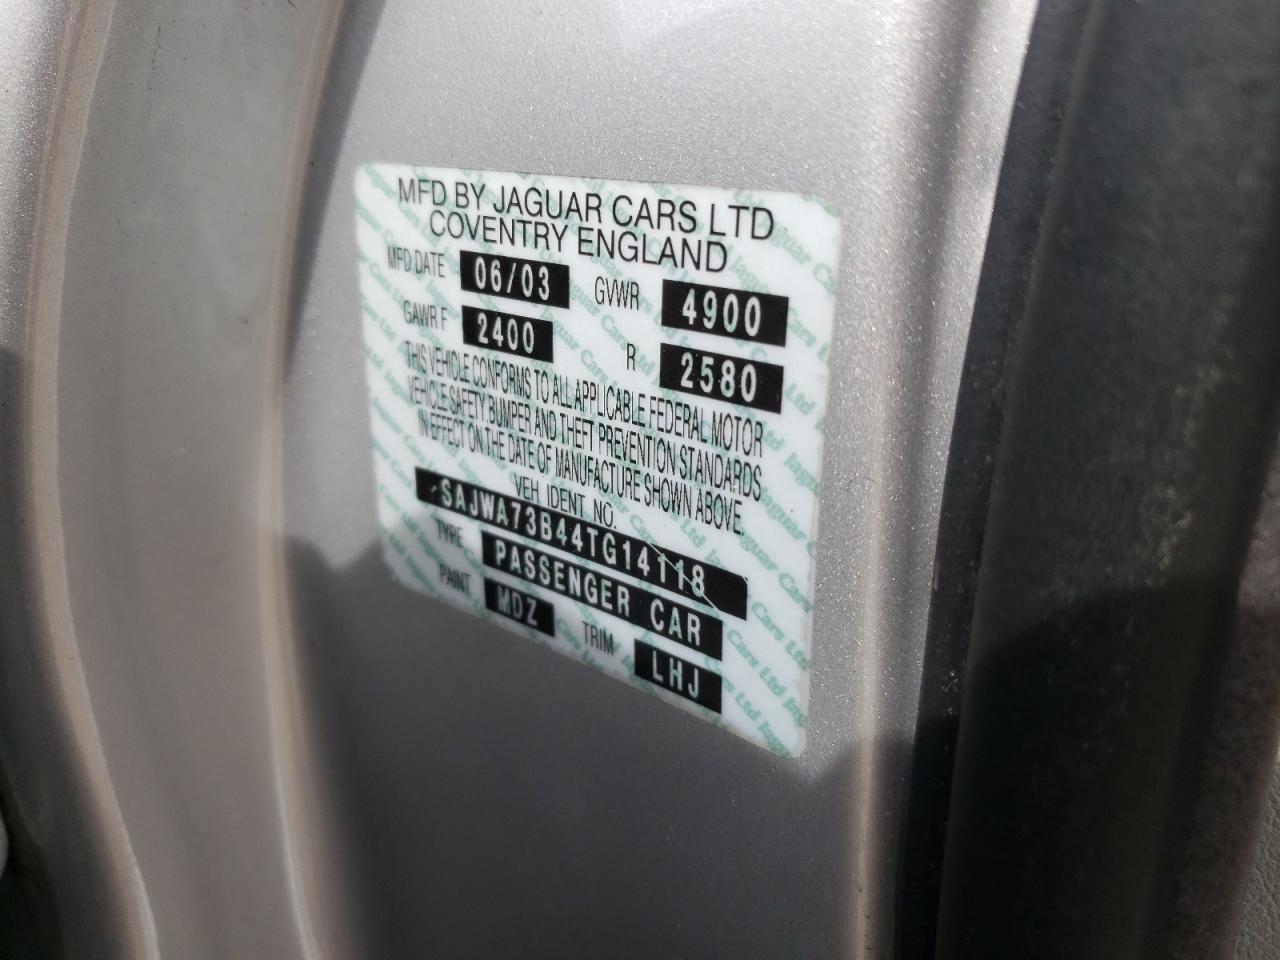 MFD BY JAGUAR CARS LTD
COVENTRY ENGLAND
MFD DATE 06/03 GVWR 4900
GAWR F 2400 R 2580
THIS VEHICLE CONFORMS TO ALL APPLICABLE FEDERAL MOTOR
VEHICLE SAFETY, BUMPER AND THEFT PREVENTION STANDARDS
IN EFFECT ON THE DATE OF MANUFACTURE SHOWN ABOVE.
VEH IDENT NO.
SAJWA73B44TG14118
TYPE PASSENGER CAR
PAINT MDZ TRIM LHJ